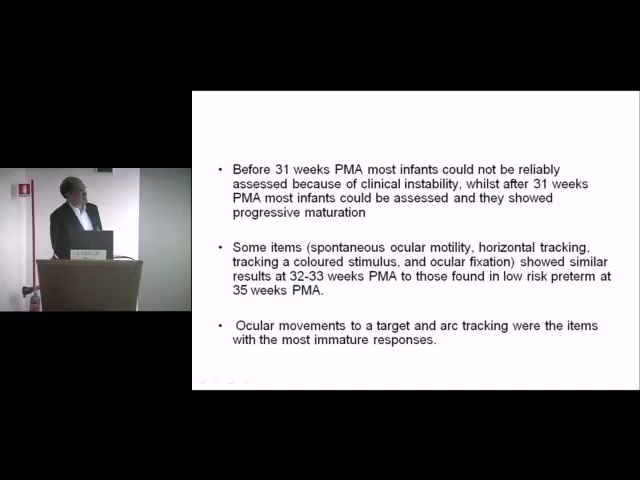 • Before 31 weeks PMA most infants could not be reliably
assessed because of clinical instability, whilst after 31 weeks
PMA most infants could be assessed and they showed
progressive maturation
• Some items (spontaneous ocular motility, horizontal tracking,
tracking a coloured stimulus, and ocular fixation) showed similar
results at 32-33 weeks PMA to those found in low risk preterm at
35 weeks PMA.
• Ocular movements to a target and arc tracking were the items
with the most immature responses.